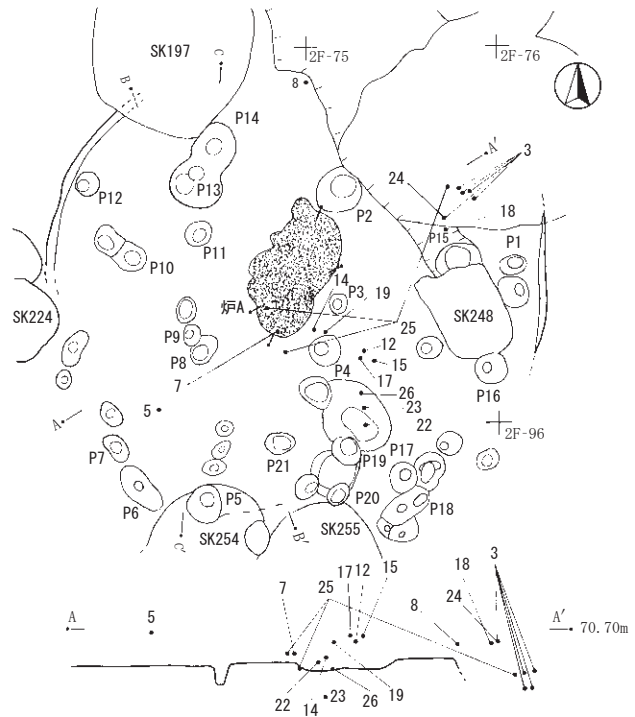 SK197
C
2F-75
2F-76
B
8
P14
A'
3
24
P12
P13
P2
18
P15
P1
P11
P10
14
P3
19
炉A
SK248
SK224
P9
25
P8
12
7
P4
15
17
P16
26
5
23
A
22
2F-96
P7
P17
P21
P19
P6
P5
P20
P18
C'
SK254
B'
SK255
3
17 12
15
18
7
25
8
24
A
5
A'
70.70m
22
23
26
19
14